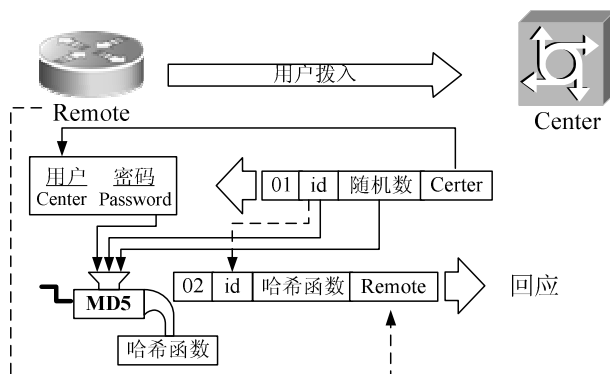 用户拨入
Remote
Center
用户 密码
Center Password
01 id 随机数 Certer
02 id 哈希函数 Remote
回应
MD5
哈希函数